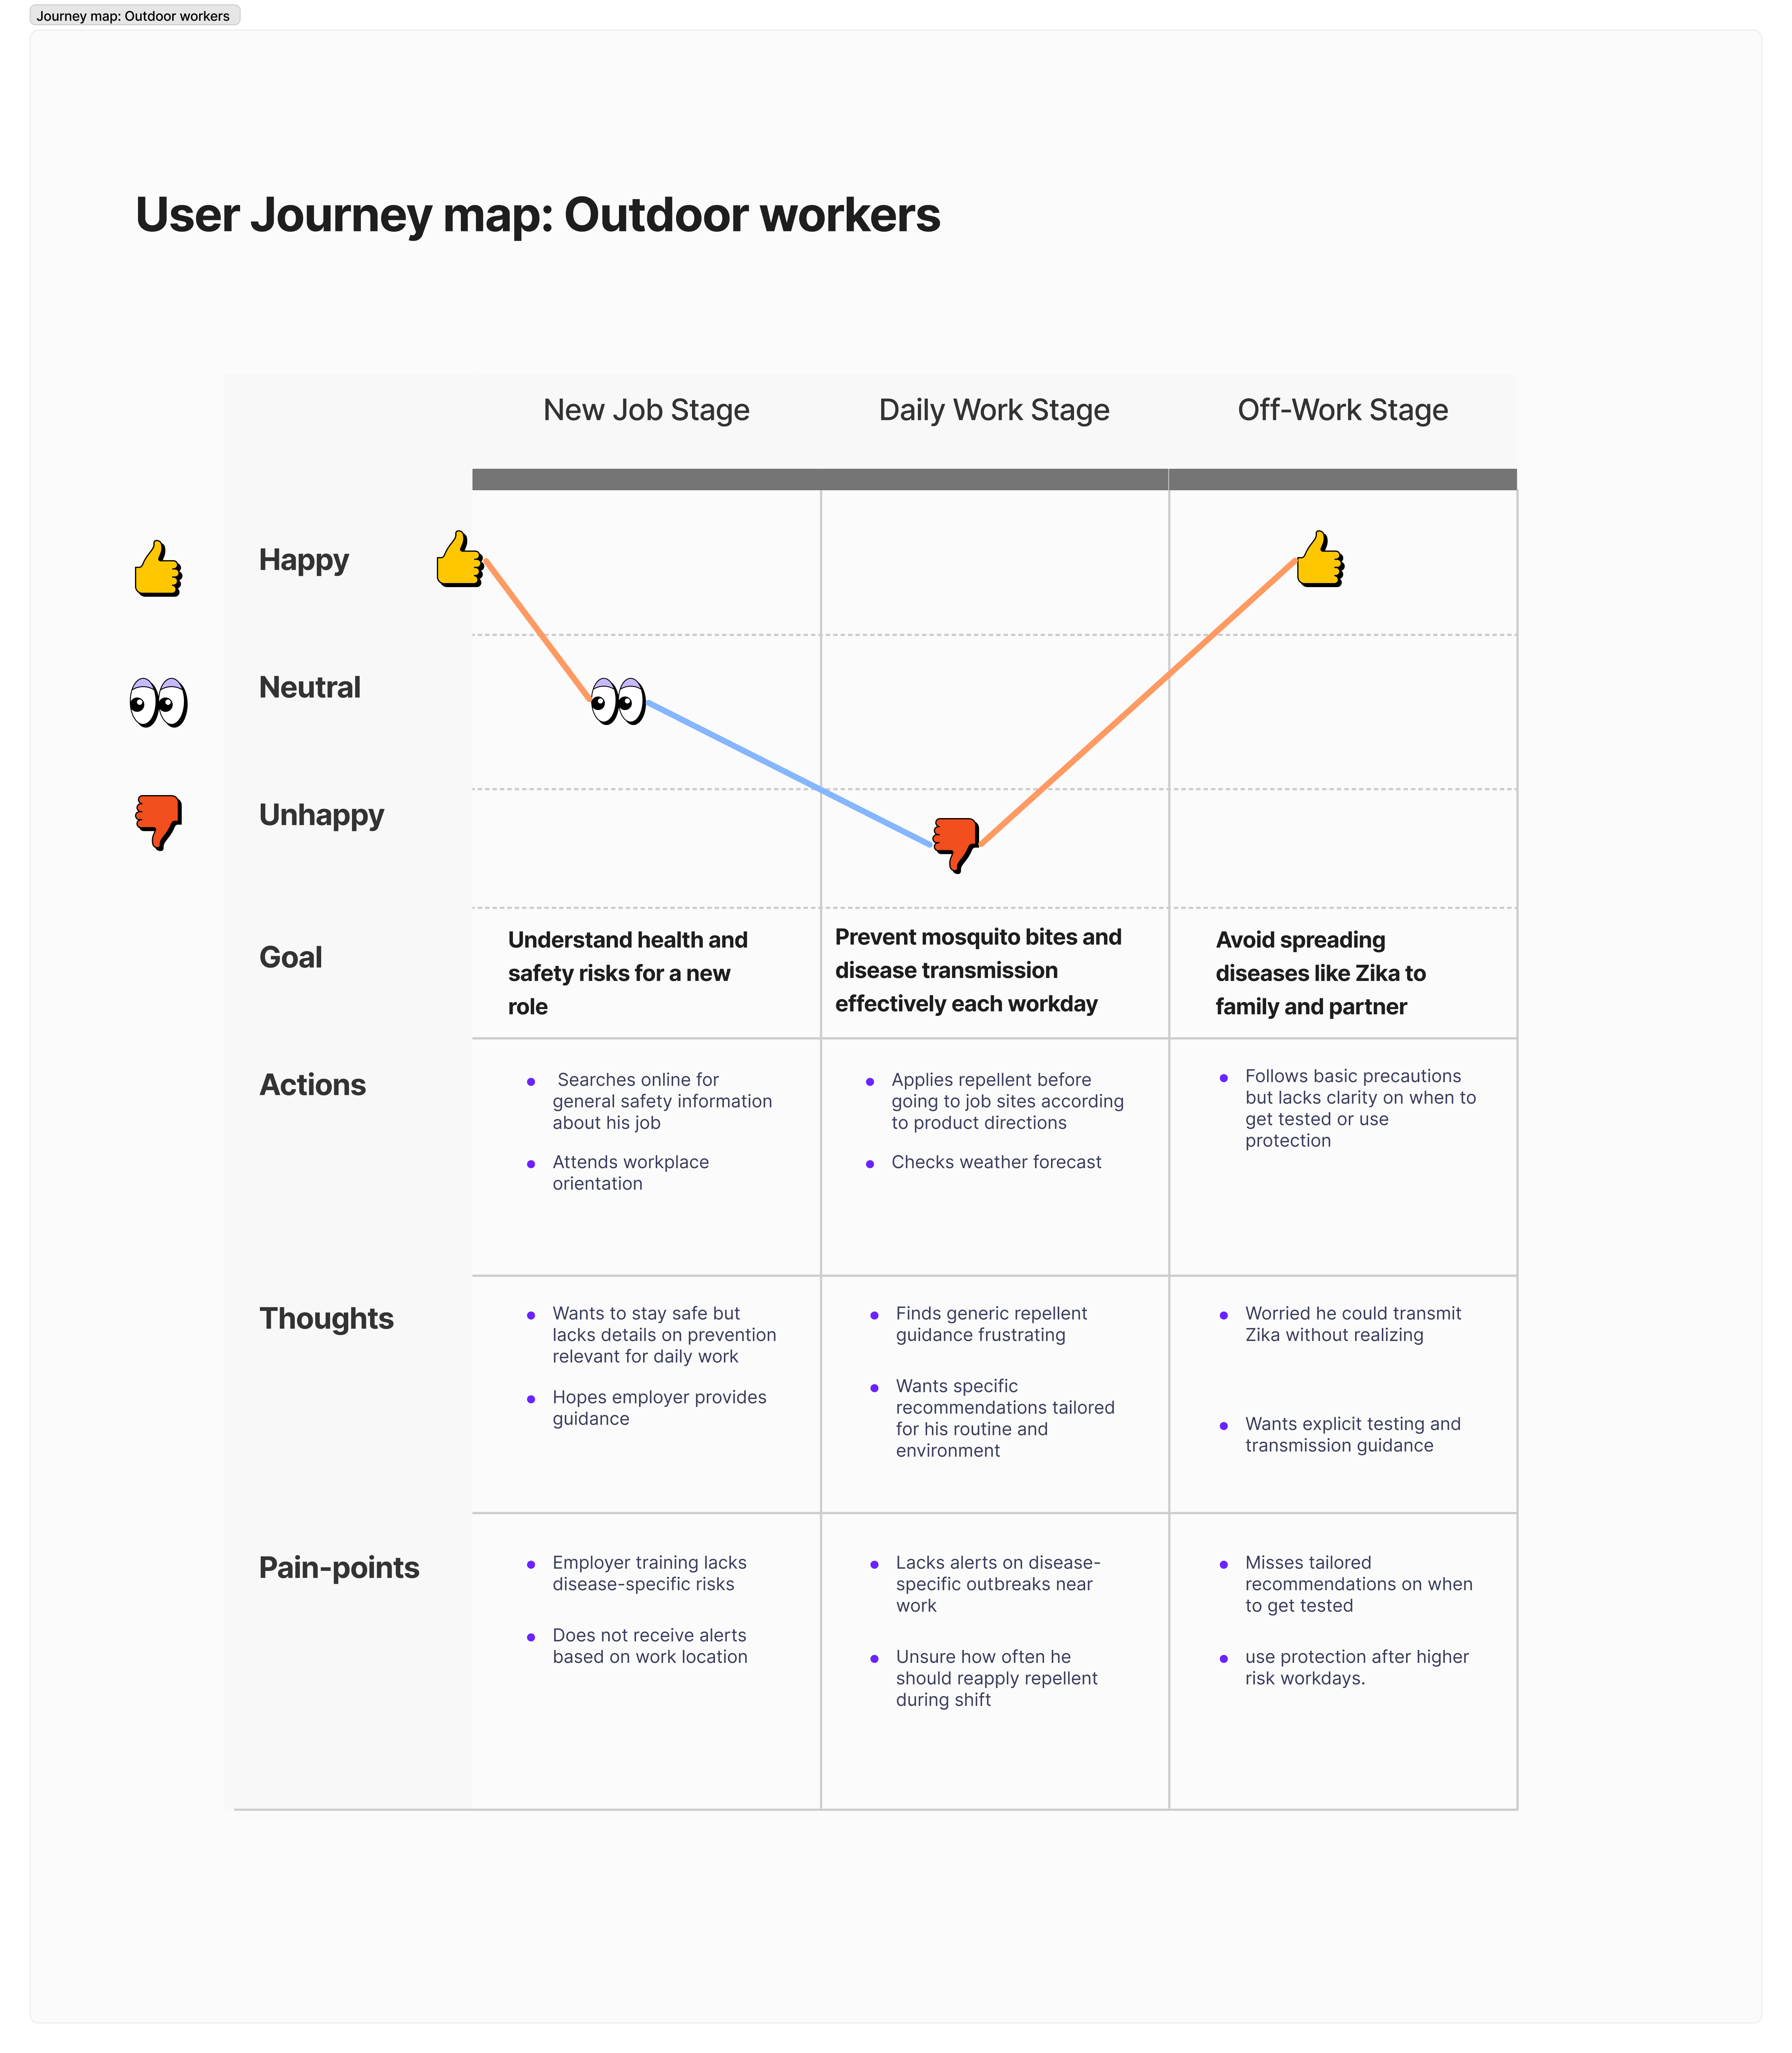 Journey map: Outdoor workers
User Journey map: Outdoor workers
New Job Stage
Daily Work Stage
Off-Work Stage
Happy
Neutral
Unhappy
Goal
Understand health and
safety risks for a new
role
Prevent mosquito bites and
disease transmission
effectively each workday
Avoid spreading
diseases like Zika to
family and partner
Actions
Searches online for
general safety information
about his job
Attends workplace
orientation
Applies repellent before
going to job sites according
to product directions
Checks weather forecast
Follows basic precautions
but lacks clarity on when to
get tested or use
protection
Thoughts
Wants to stay safe but
lacks details on prevention
relevant for daily work
Hopes employer provides
guidance
Finds generic repellent
guidance frustrating
Wants specific
recommendations tailored
for his routine and
environment
Worried he could transmit
Zika without realizing
Wants explicit testing and
transmission guidance
Pain-points
Employer training lacks
disease-specific risks
Does not receive alerts
based on work location
Lacks alerts on disease-
specific outbreaks near
work
Unsure how often he
should reapply repellent
during shift
Misses tailored
recommendations on when
to get tested
use protection after higher
risk workdays.